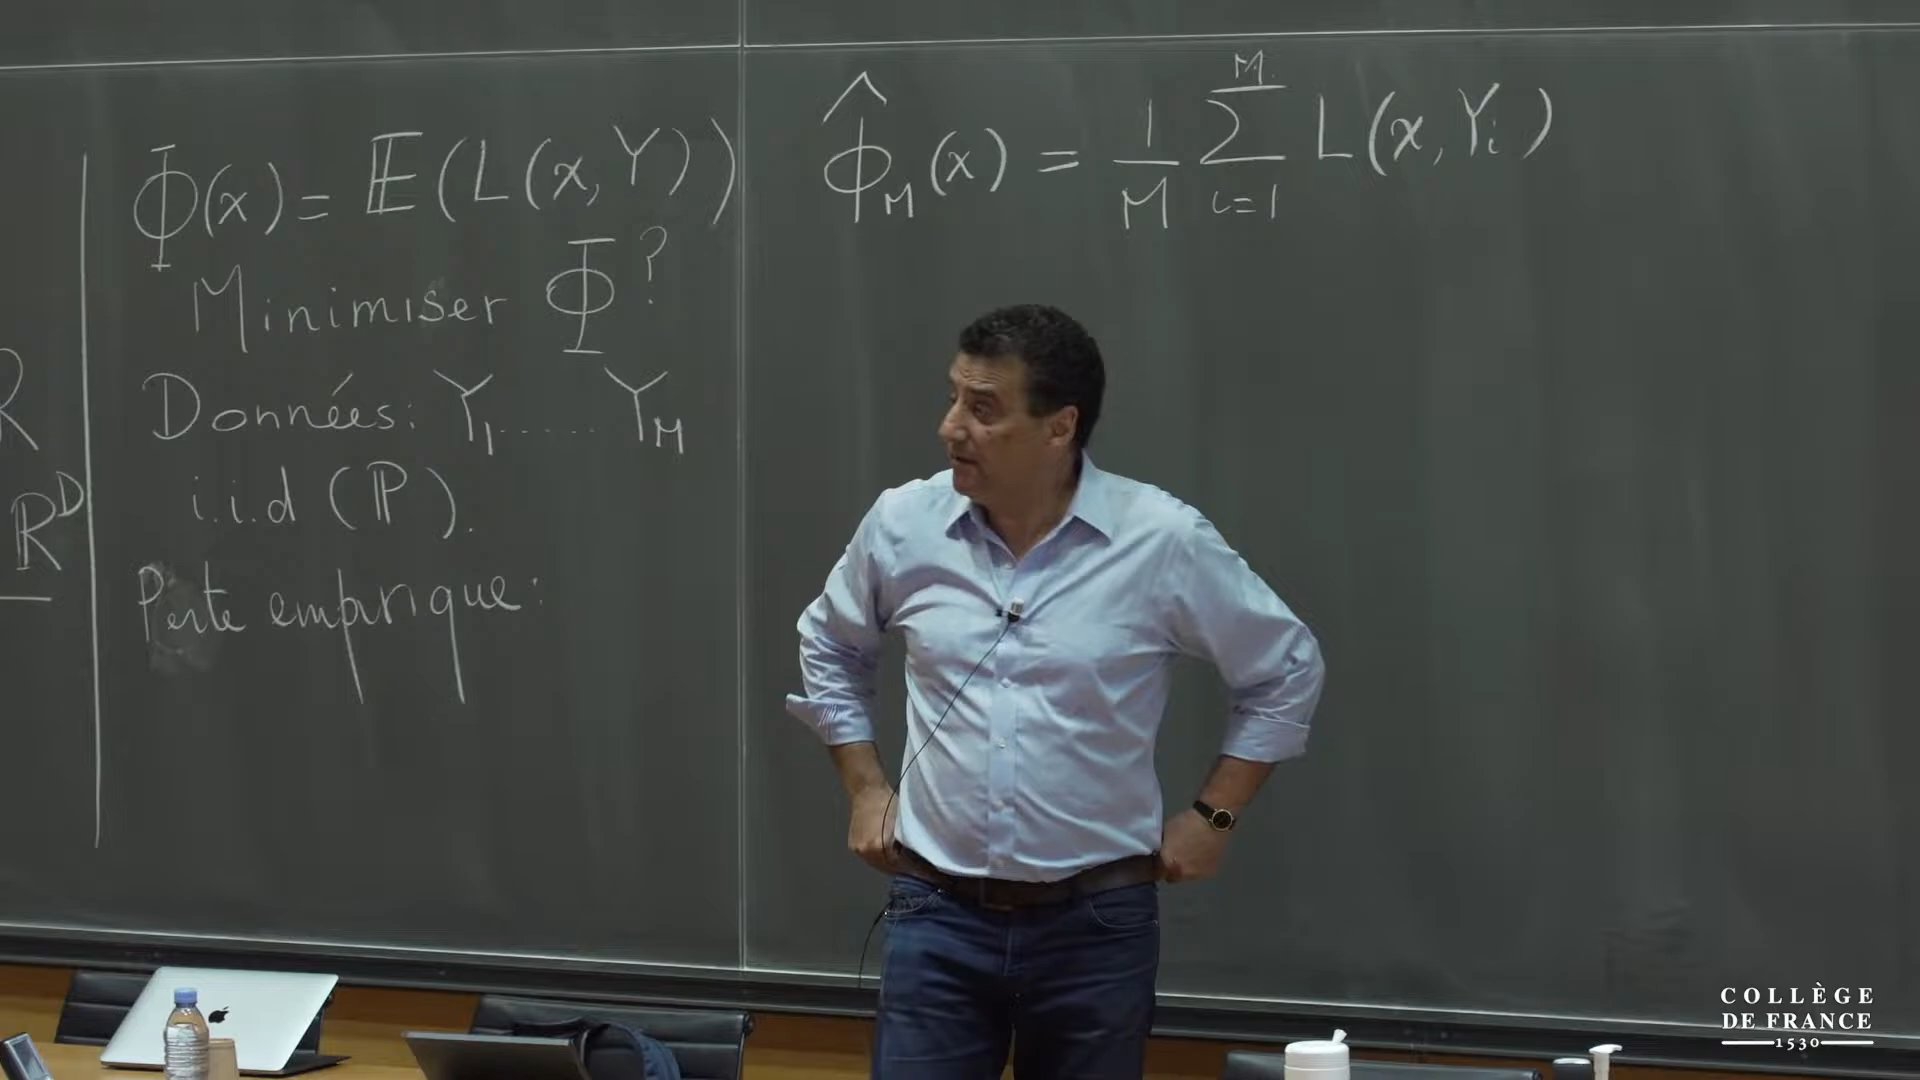 R
R^D
Φ(x) = E(L(x,Y))
Minimiser Φ?
Données: Y_1 ..... Y_M
i.i.d (P).
Perte empirique:
Φ̂_M(x) = 1/M ∑_{i=1}^{M} L(x,Y_i)
COLLÈGE
DE FRANCE
1530